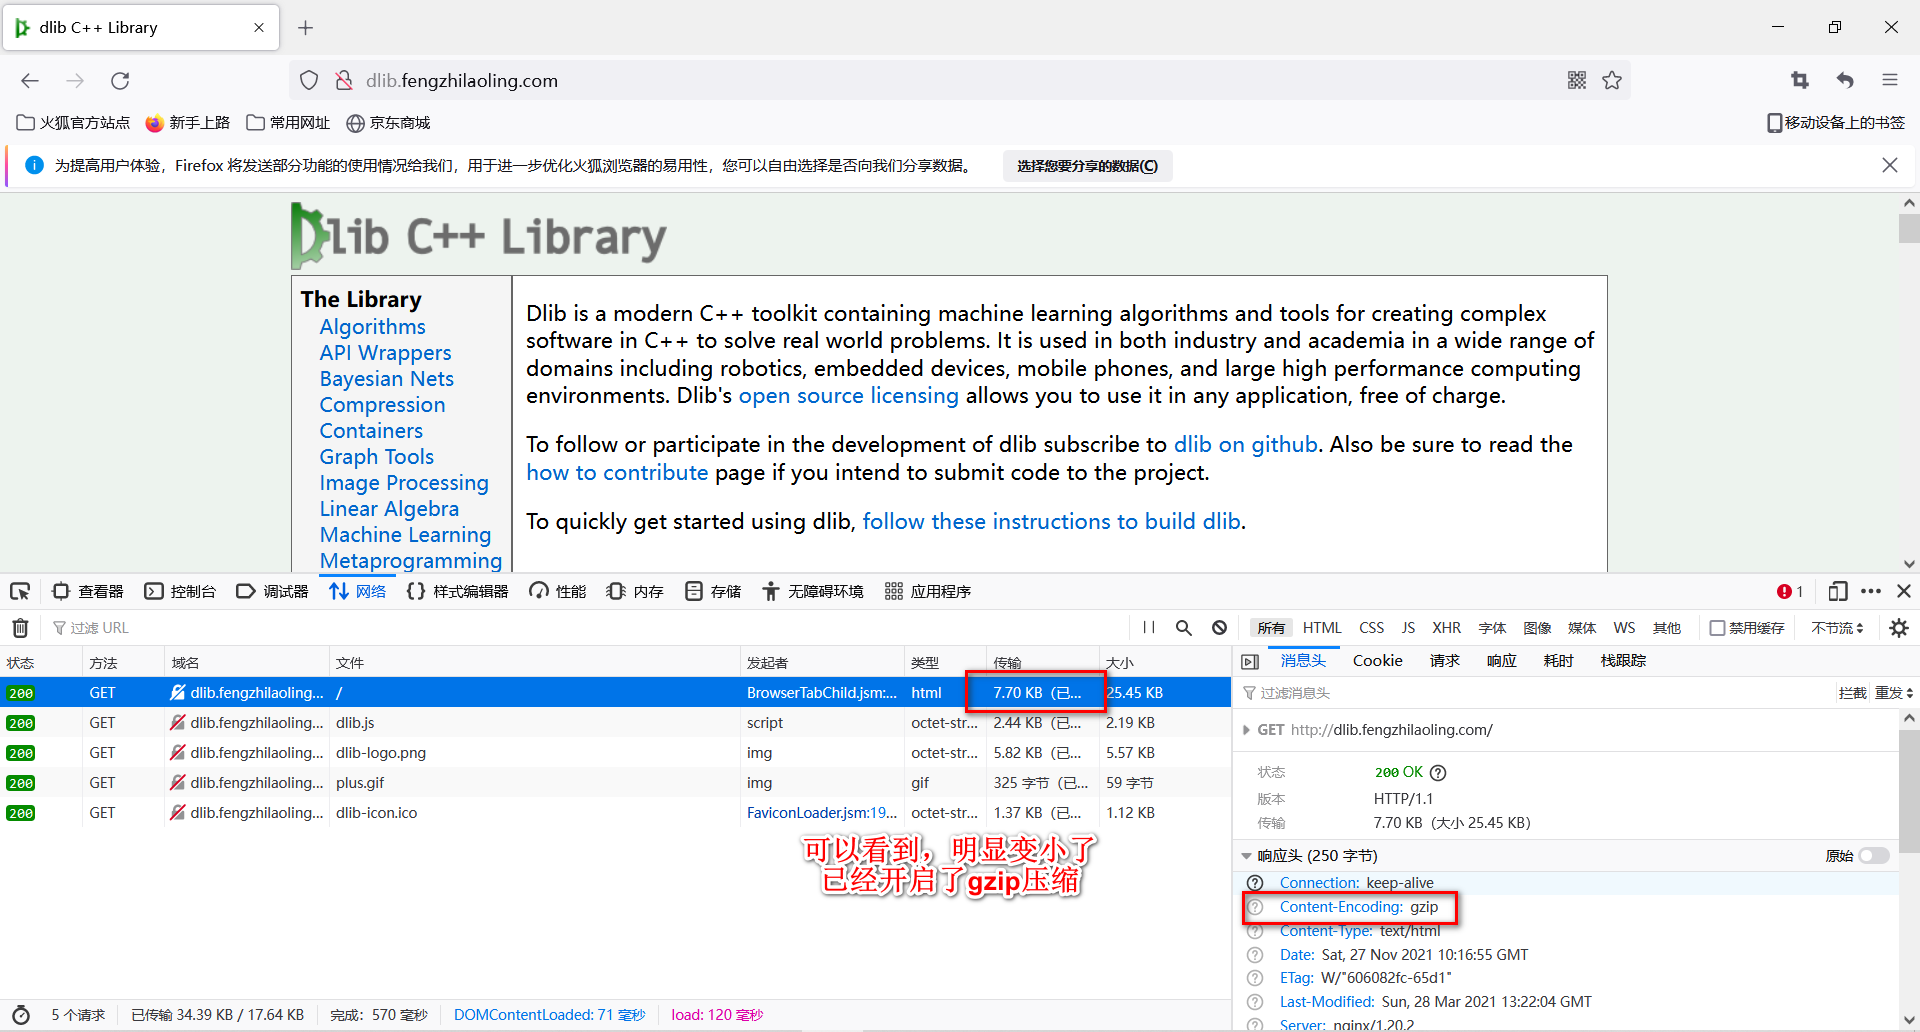 dlib C++ Library
dlib.fengzhilaoling.com
火狐官方站点 新手上路 常用网址 京东商城 移动设备上的书签
为提高用户体验，Firefox 将发送部分功能的使用情况给我们，用于进一步优化火狐浏览器的易用性，您可以自由选择是否向我们分享数据。 选择您要分享的数据(C)
Dlib C++ Library
The Library
Algorithms
API Wrappers
Bayesian Nets
Compression
Containers
Graph Tools
Image Processing
Linear Algebra
Machine Learning
Metaprogramming
Dlib is a modern C++ toolkit containing machine learning algorithms and tools for creating complex
software in C++ to solve real world problems. It is used in both industry and academia in a wide range of
domains including robotics, embedded devices, mobile phones, and large high performance computing
environments. Dlib's open source licensing allows you to use it in any application, free of charge.
To follow or participate in the development of dlib subscribe to dlib on github. Also be sure to read the
how to contribute page if you intend to submit code to the project.
To quickly get started using dlib, follow these instructions to build dlib.
查看器 控制台 调试器 网络 样式编辑器 性能 内存 存储 无障碍环境 应用程序 1
过滤 URL 所有 HTML CSS JS XHR 字体 图像 媒体 WS 其他 禁用缓存 不节流
状态 方法 域名 文件 发起者 类型 传输 大小
200 GET dlib.fengzhilaoling... / BrowserTabChild.jsm:... html 7.70 KB（已... 25.45 KB
200 GET dlib.fengzhilaoling... dlib.js script octet-str... 2.44 KB（已... 2.19 KB
200 GET dlib.fengzhilaoling... dlib-logo.png img octet-str... 5.82 KB（已... 5.57 KB
200 GET dlib.fengzhilaoling... plus.gif img gif 325 字节（已... 59 字节
200 GET dlib.fengzhilaoling... dlib-icon.ico FaviconLoader.jsm:19... octet-str... 1.37 KB（已... 1.12 KB
可以看到，明显变小了
已经开启了gzip压缩
5 个请求 已传输 34.39 KB / 17.64 KB 完成：570 毫秒 DOMContentLoaded: 71 毫秒 load: 120 毫秒
消息头 Cookie 请求 响应 耗时 栈跟踪
过滤消息头 拦截 重发
GET http://dlib.fengzhilaoling.com/
状态 200 OK
版本 HTTP/1.1
传输 7.70 KB（大小 25.45 KB）
响应头 (250 字节) 原始
Connection: keep-alive
Content-Encoding: gzip
Content-Type: text/html
Date: Sat, 27 Nov 2021 10:16:55 GMT
ETag: W/"606082fc-65d1"
Last-Modified: Sun, 28 Mar 2021 13:22:04 GMT
Server: nginx/1.20.2